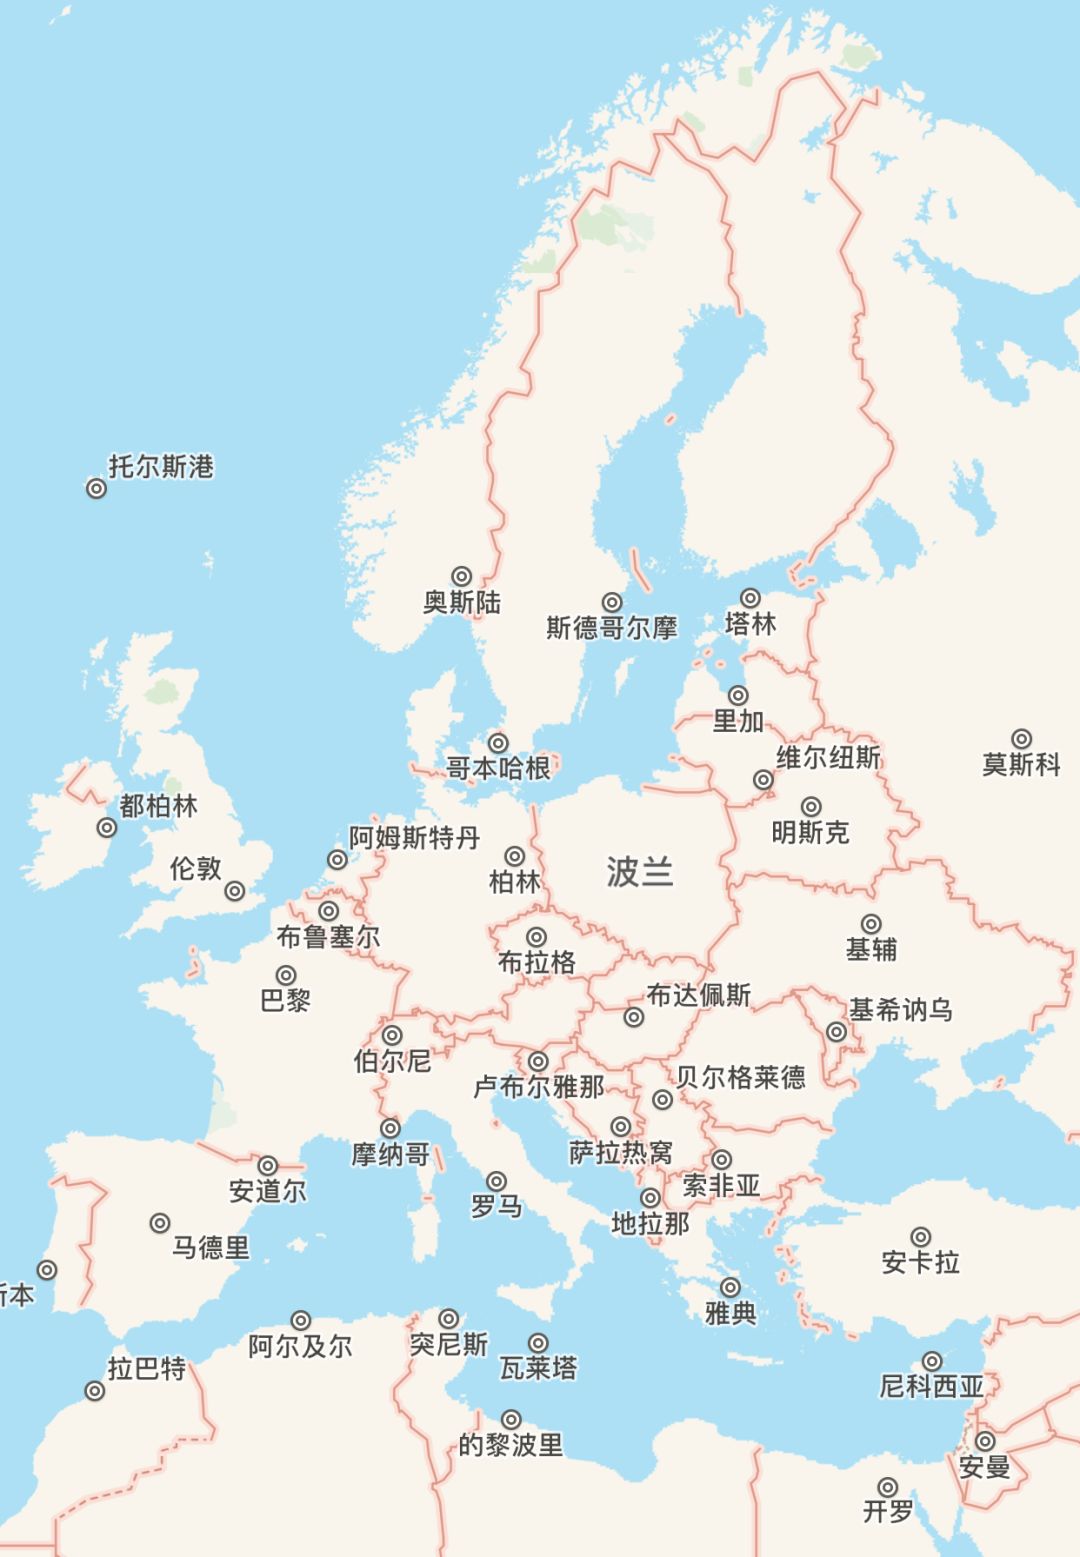 托尔斯港
奥斯陆
斯德哥尔摩
塔林
里加
哥本哈根
维尔纽斯
莫斯科
都柏林
明斯克
阿姆斯特丹
伦敦
柏林
波兰
布鲁塞尔
基辅
布拉格
巴黎
布达佩斯
基希讷乌
伯尔尼
卢布尔雅那
贝尔格莱德
摩纳哥
萨拉热窝
安道尔
索非亚
罗马
地拉那
马德里
安卡拉
斯本
雅典
阿尔及尔
突尼斯
瓦莱塔
拉巴特
尼科西亚
的黎波里
安曼
开罗